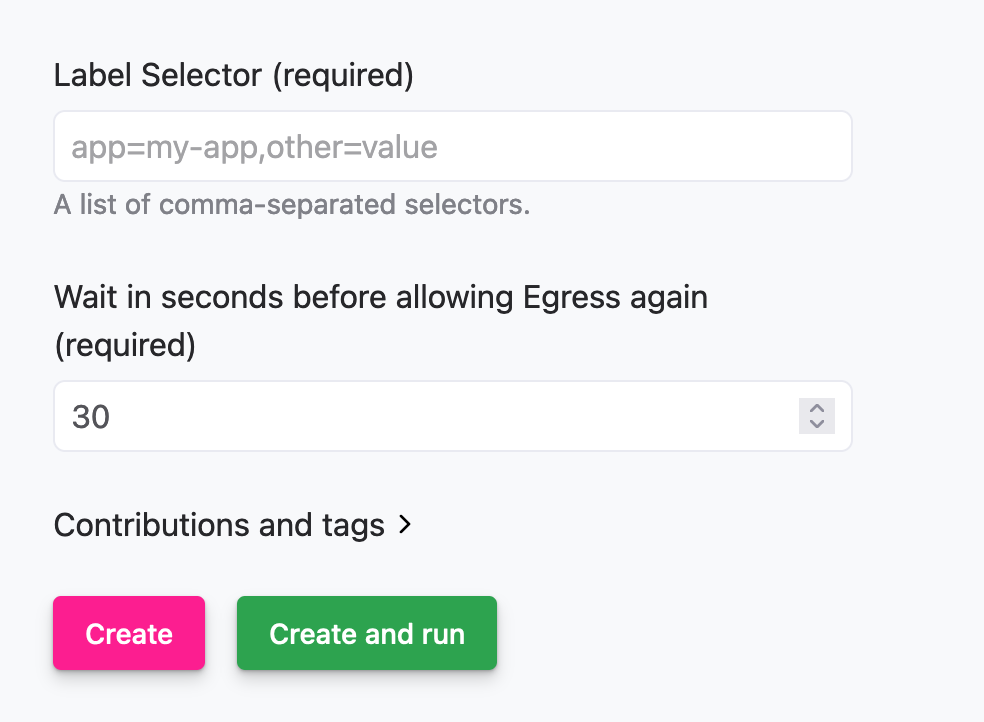 Label Selector (required)
app=my-app,other=value
A list of comma-separated selectors.
Wait in seconds before allowing Egress again
(required)
30
Contributions and tags
Create
Create and run